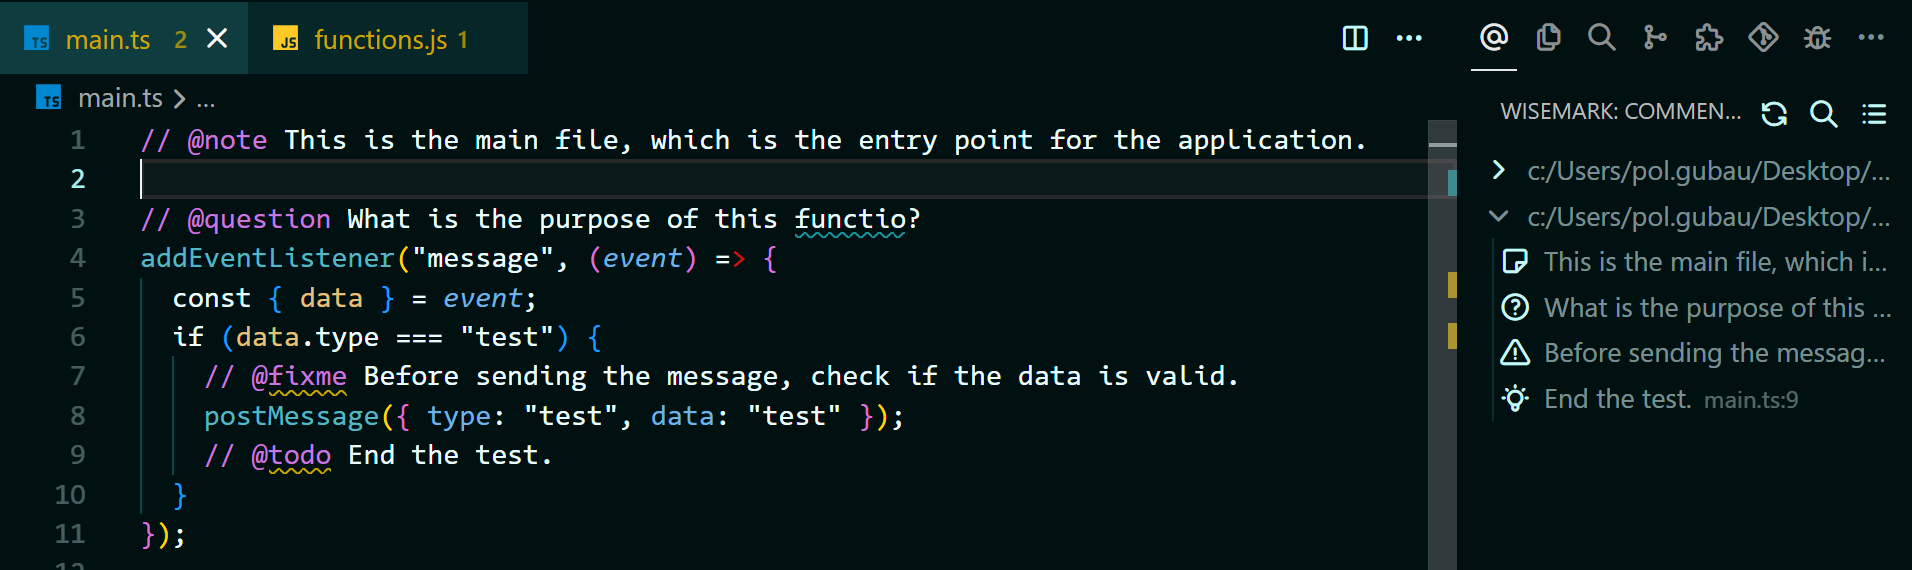 TS main.ts 2 JS functions.js 1
TS main.ts > ...
1 // @note This is the main file, which is the entry point for the application.
2
3 // @question What is the purpose of this functio?
4 addEventListener("message", (event) => {
5 const { data } = event;
6 if (data.type === "test") {
7 // @fixme Before sending the message, check if the data is valid.
8 postMessage({ type: "test", data: "test" });
9 // @todo End the test.
10 }
11 });
12
WISEMARK: COMMEN...
c:/Users/pol.gubau/Desktop/...
c:/Users/pol.gubau/Desktop/...
This is the main file, which i...
What is the purpose of this ...
Before sending the messag...
End the test. main.ts:9